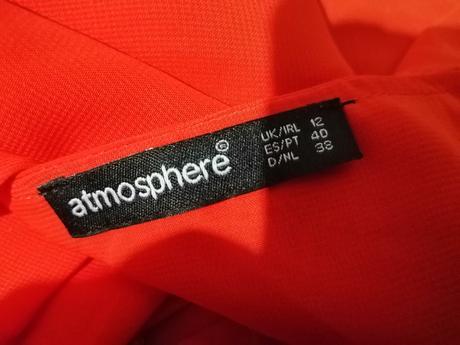 atmosphere®
UK/IRL 12
ES/PT 40
D/NL 38